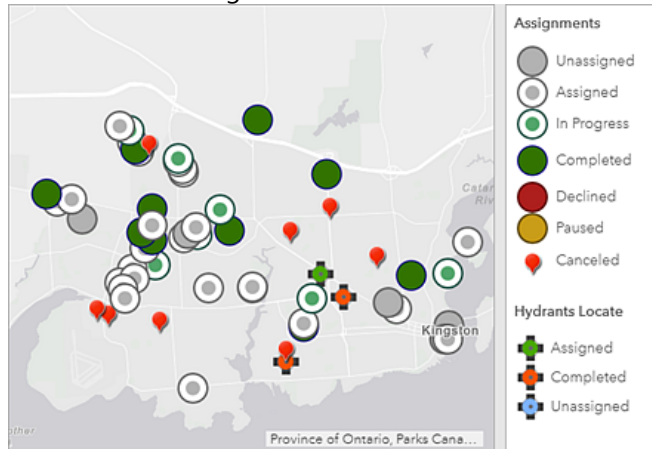 Assignments
Unassigned
Assigned
In Progress
Completed
Declined
Paused
Canceled
Hydrants Locate
Assigned
Completed
Unassigned
Kingston
Province of Ontario, Parks Cana...